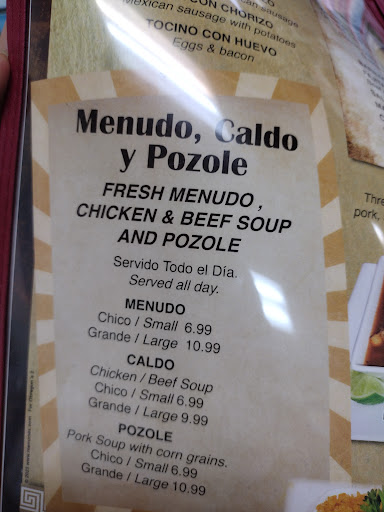 CON CHORIZO
Mexican sausage with potatoes
TOCINO CON HUEVO
Eggs & bacon
Menudo, Caldo
y Pozole
FRESH MENUDO ,
CHICKEN & BEEF SOUP
AND POZOLE
Servido Todo el Día.
Served all day.
MENUDO
Chico / Small 6.99
Grande / Large 10.99
CALDO
Chicken / Beef Soup
Chico / Small 6.99
Grande / Large 9.99
POZOLE
Pork Soup with corn grains.
Chico / Small 6.99
Grande / Large 10.99
pork,